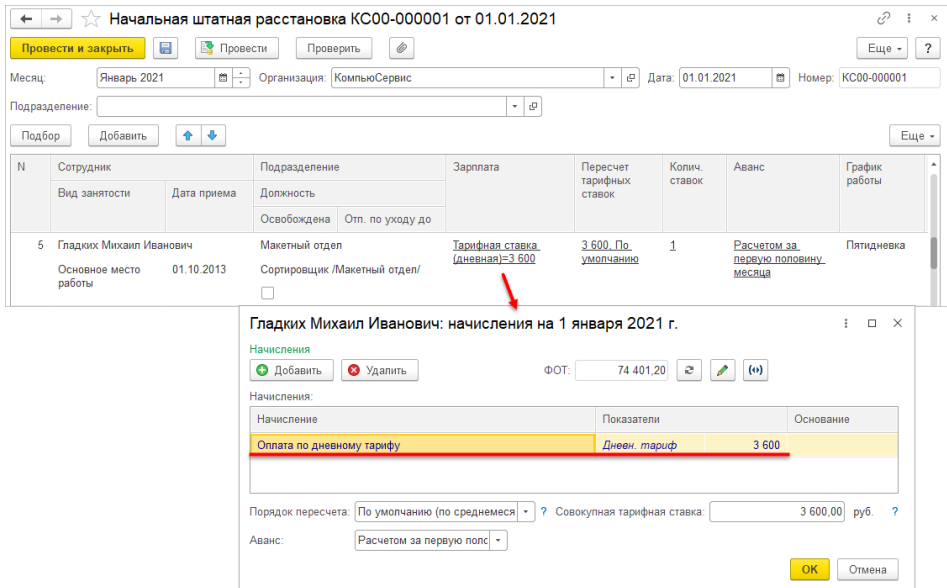 Начальная штатная расстановка КС00-000001 от 01.01.2021
Провести и закрыть Провести Проверить Еще ?
Месяц: Январь 2021 Организация: КомпьюСервис Дата: 01.01.2021 Номер: КС00-000001
Подразделение:
Подбор Добавить Еще
N Сотрудник Подразделение Зарплата Пересчет Колич. Аванс График
тарифных ставок работы
Вид занятости Дата приема Должность ставок
Освобождена Отп. по уходу до
5 Гладких Михаил Иванович Макетный отдел Тарифная ставка 3 600, По 1 Расчетом за Пятидневка
(дневная)=3 600 умолчанию первую половину
Основное место 01.10.2013 Сортировщик /Макетный отдел/ месяца
работы
Гладких Михаил Иванович: начисления на 1 января 2021 г.
Начисления
Добавить Удалить ФОТ: 74 401,20
Начисления:
Начисление Показатели Основание
Оплата по дневному тарифу Дневн. тариф 3 600
Порядок пересчета: По умолчанию (по среднемеся ? Совокупная тарифная ставка: 3 600,00 руб. ?
Аванс: Расчетом за первую полс
ОК Отмена